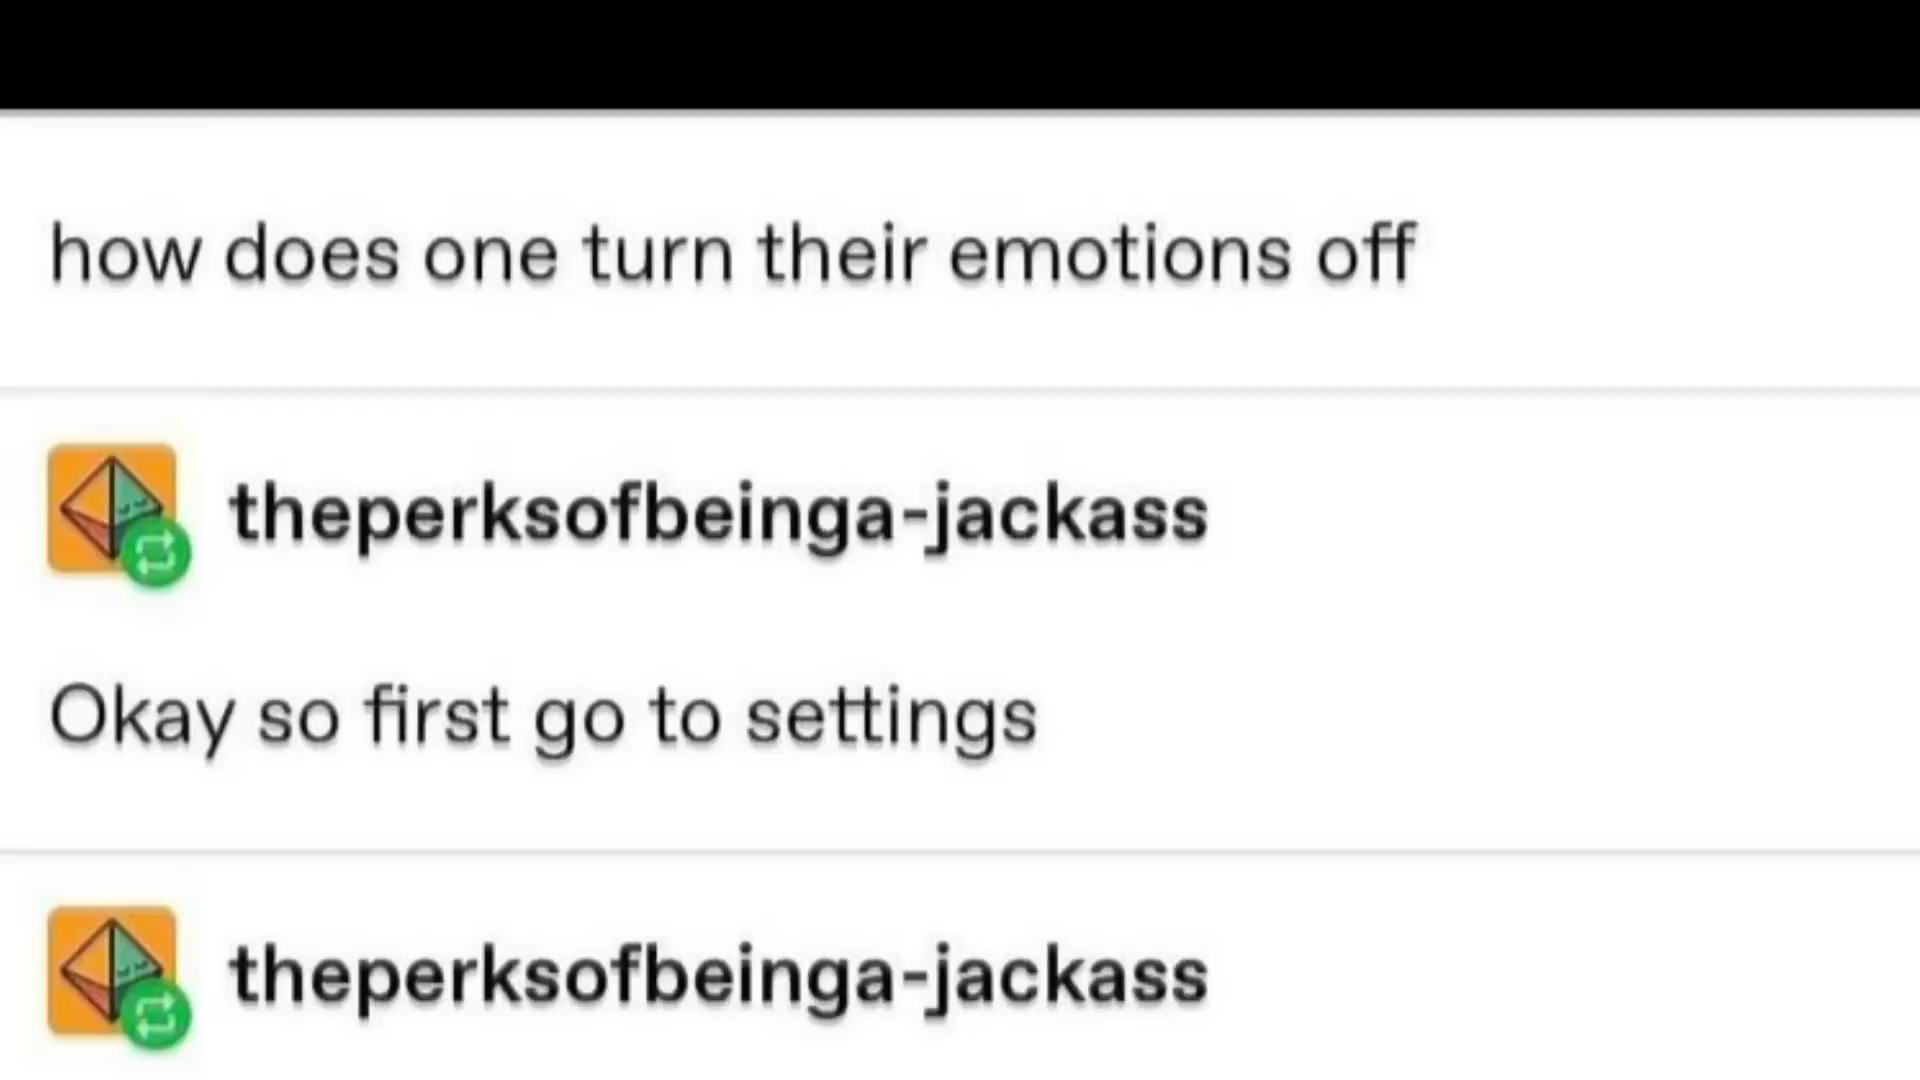 how does one turn their emotions off
theperksofbeinga-jackass
Okay so first go to settings
theperksofbeinga-jackass